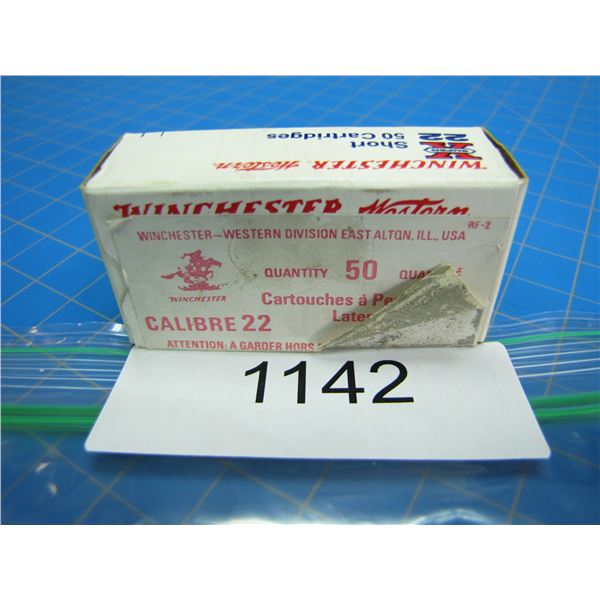 Short
50 Cartridges
SUPER
X
22
WINCHESTER Western
WINCHESTER Western
RF-2
WINCHESTER—WESTERN DIVISION EAST ALTON, ILL., USA
QUANTITY 50
WINCHESTER
Cartouches à
CALIBRE 22
ATTENTION: A GARDER HORS
1142